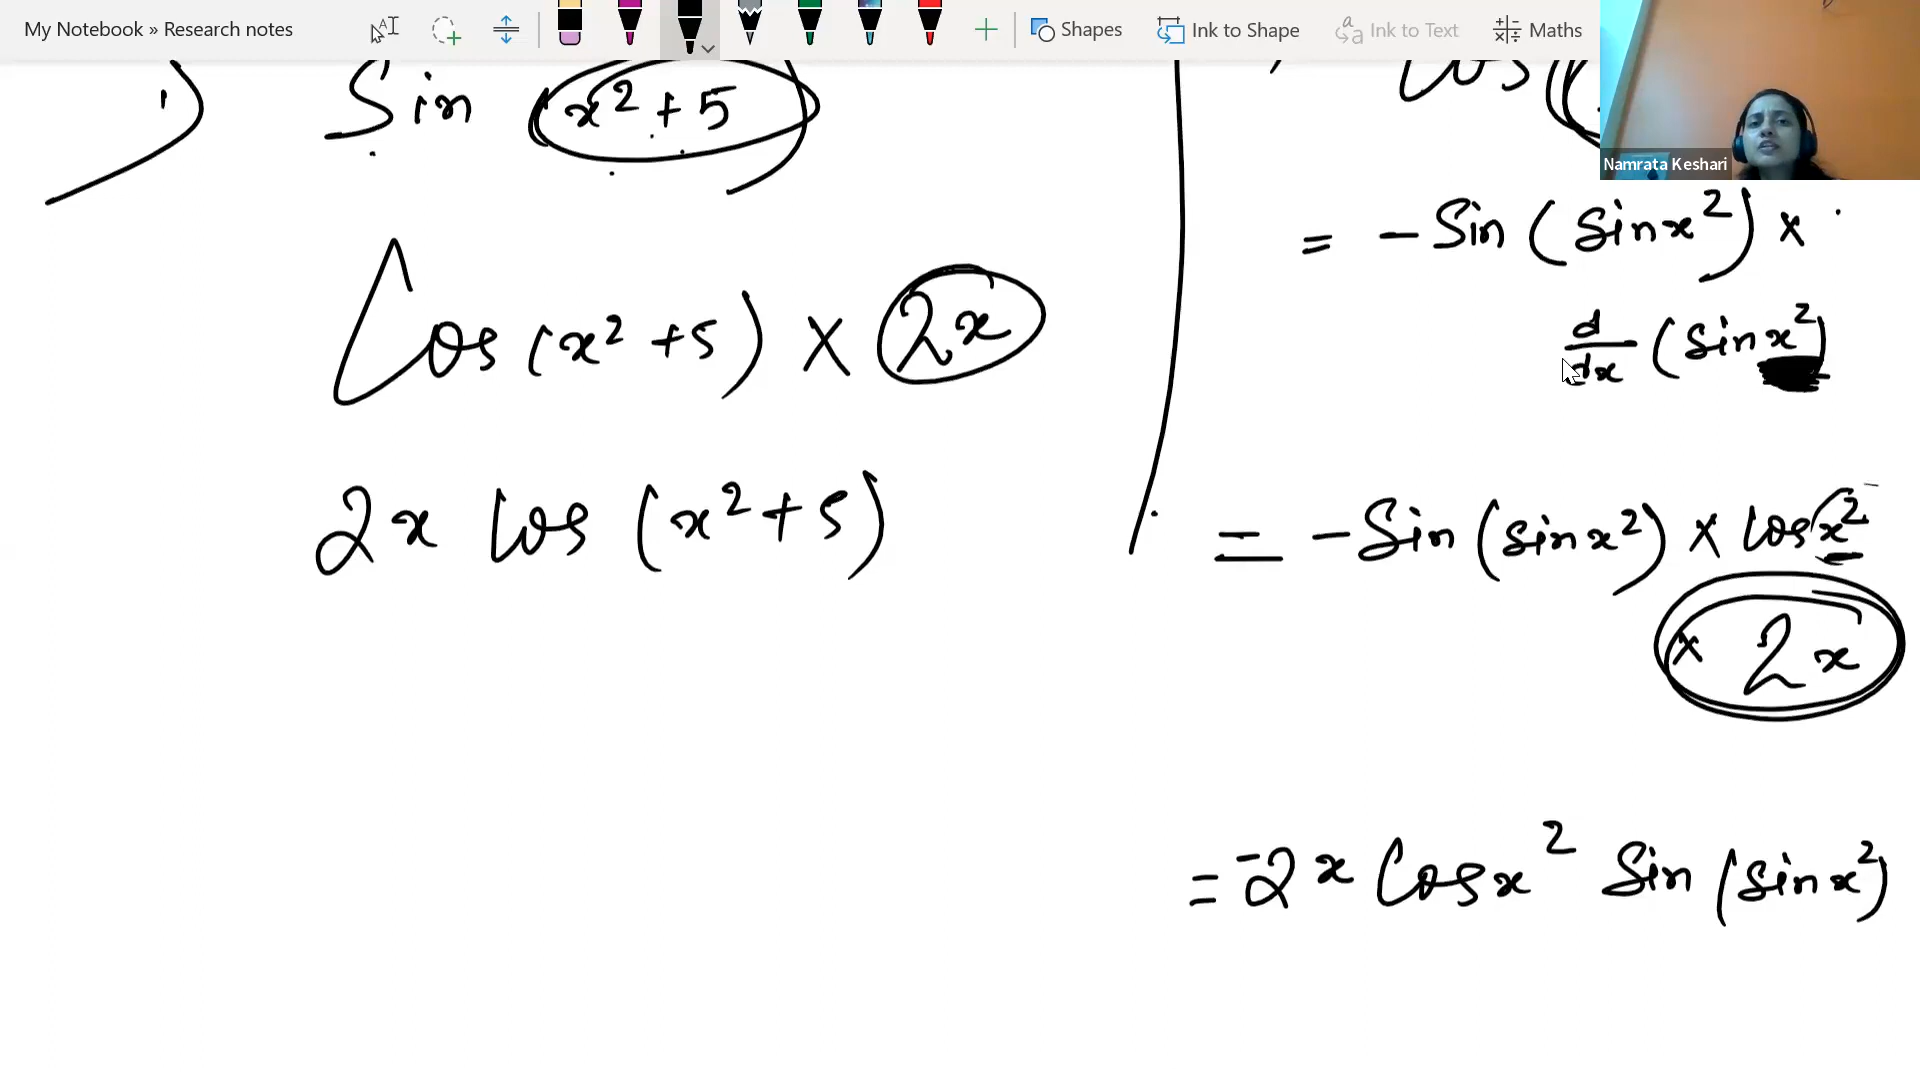 My Notebook » Research notes
Shapes
Ink to Shape
Ink to Text
Maths
Namrata Keshari
1)
Sin (x² + 5)
Cos (x² + 5) × 2x
2x Cos (x² + 5)
Cos (
= - Sin (Sin x²) ×
d/dx (Sin x²)
= - Sin (Sin x²) × Cos x²
× 2x
= -2x Cos x² Sin (Sin x²)